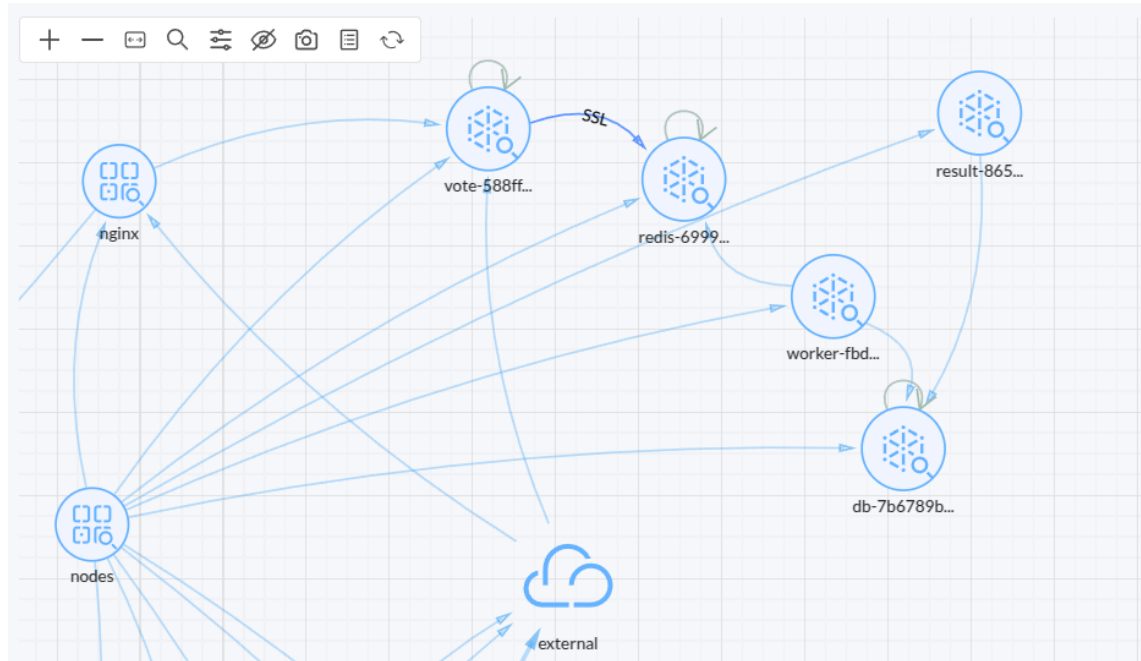 SSL
vote-588ff...
result-865...
nginx
redis-6999...
worker-fbd...
db-7b6789b...
nodes
external